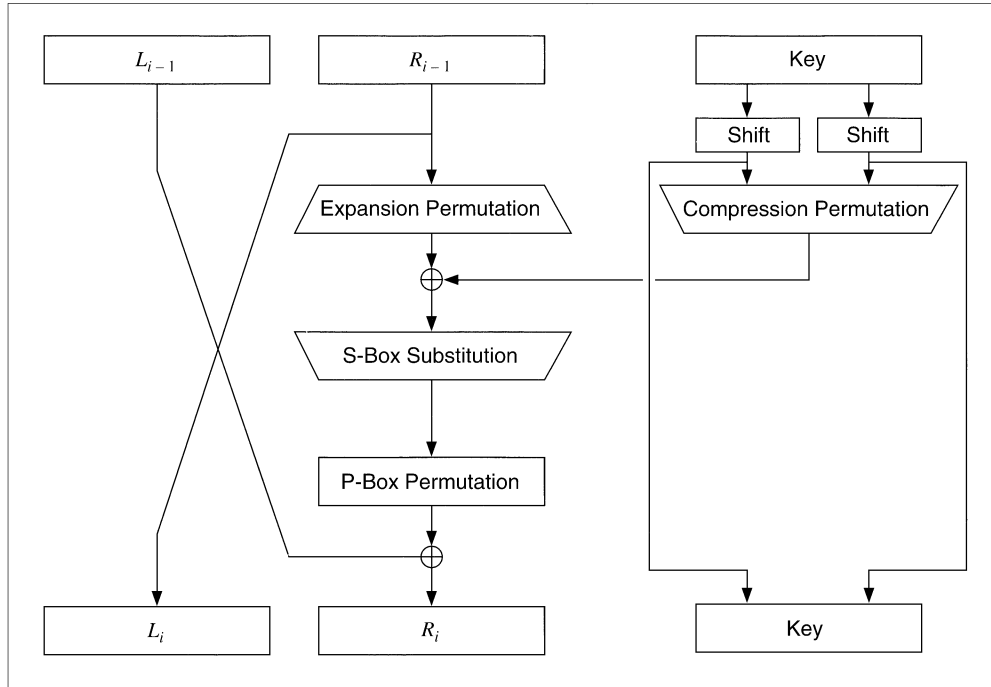 L_{i – 1}
R_{i – 1}
Key
Shift
Shift
Expansion Permutation
Compression Permutation
S-Box Substitution
P-Box Permutation
L_i
R_i
Key